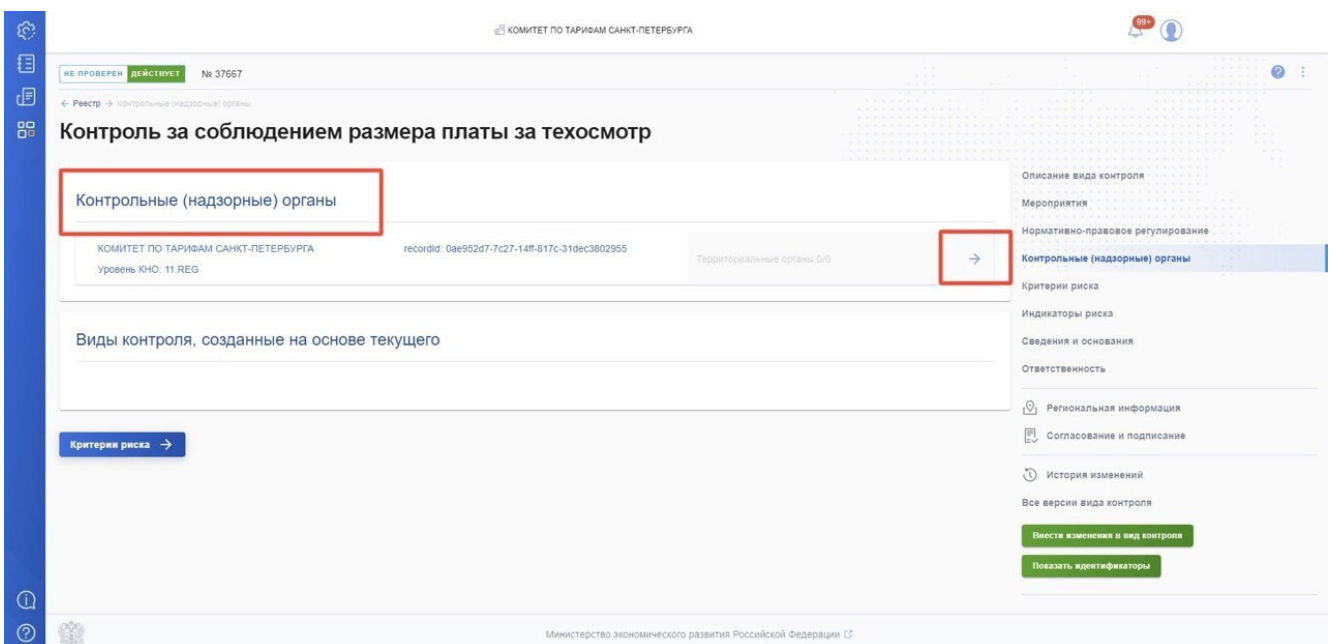 КОМИТЕТ ПО ТАРИФАМ САНКТ-ПЕТЕРБУРГА
99+
НЕ ПРОВЕРЕН ДЕЙСТВУЕТ № 37667
← Реестр → Контрольные (надзорные) органы
Контроль за соблюдением размера платы за техосмотр
Контрольные (надзорные) органы
КОМИТЕТ ПО ТАРИФАМ САНКТ-ПЕТЕРБУРГА
Уровень КНО: 11.REG
recordId: 0ae952d7-7c27-14ff-817c-31dec3802955
Территориальные органы 0/0
Виды контроля, созданные на основе текущего
Критерии риска →
Описание вида контроля
Мероприятия
Нормативно-правовое регулирование
Контрольные (надзорные) органы
Критерии риска
Индикаторы риска
Сведения и основания
Ответственность
Региональная информация
Согласование и подписание
История изменений
Все версии вида контроля
Внести изменения в вид контроля
Показать идентификаторы
Министерство экономического развития Российской Федерации